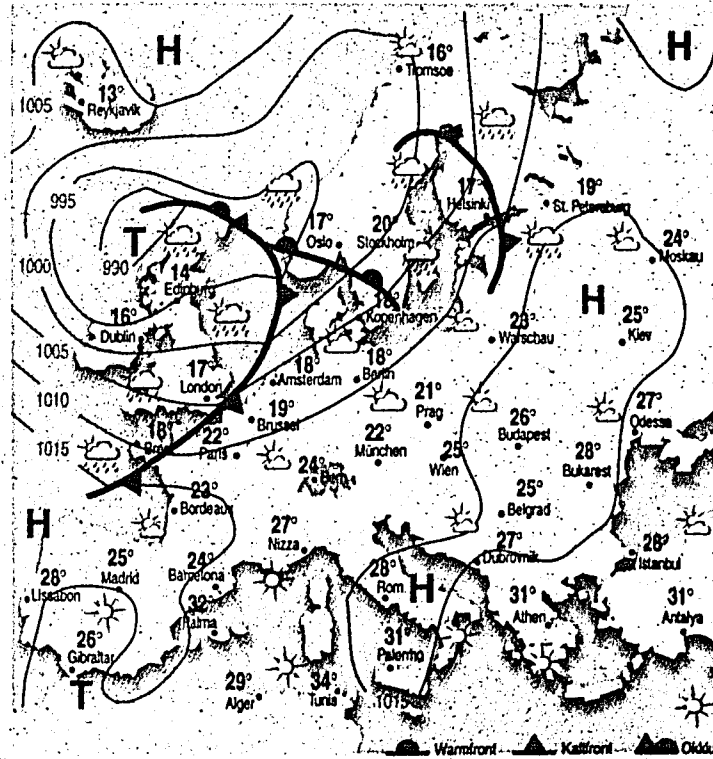 H
H
16°
Tromsoe
13°
Reykjavik
1005
995
17°
Helsinki
19°
St. Petersburg
T
17°
Oslo
20°
Stockholm
24°
Moskau
1000
990
14°
Edinburg
H
16°
Dublin
Kopenhagen
23°
Warschau
25°
Kiev
1005
18°
Amsterdam
18°
Berlin
17°
London
1010
19°
Brüssel
21°
Prag
27°
Odessa
1015
18°
22°
Paris
22°
München
25°
Wien
26°
Budapest
28°
Bukarest
24°
Bern
23°
Bordeaux
25°
Belgrad
H
27°
Nizza
27°
Dubrovnik
28°
Istanbul
25°
Madrid
24°
Barcelona
28°
Rom
H
28°
Lissabon
32°
Palma
31°
Athen
31°
Antalya
26°
Gibraltar
31°
Palermo
T
29°
Algier
34°
Tunis
1015
Warmfront
Kaltfront